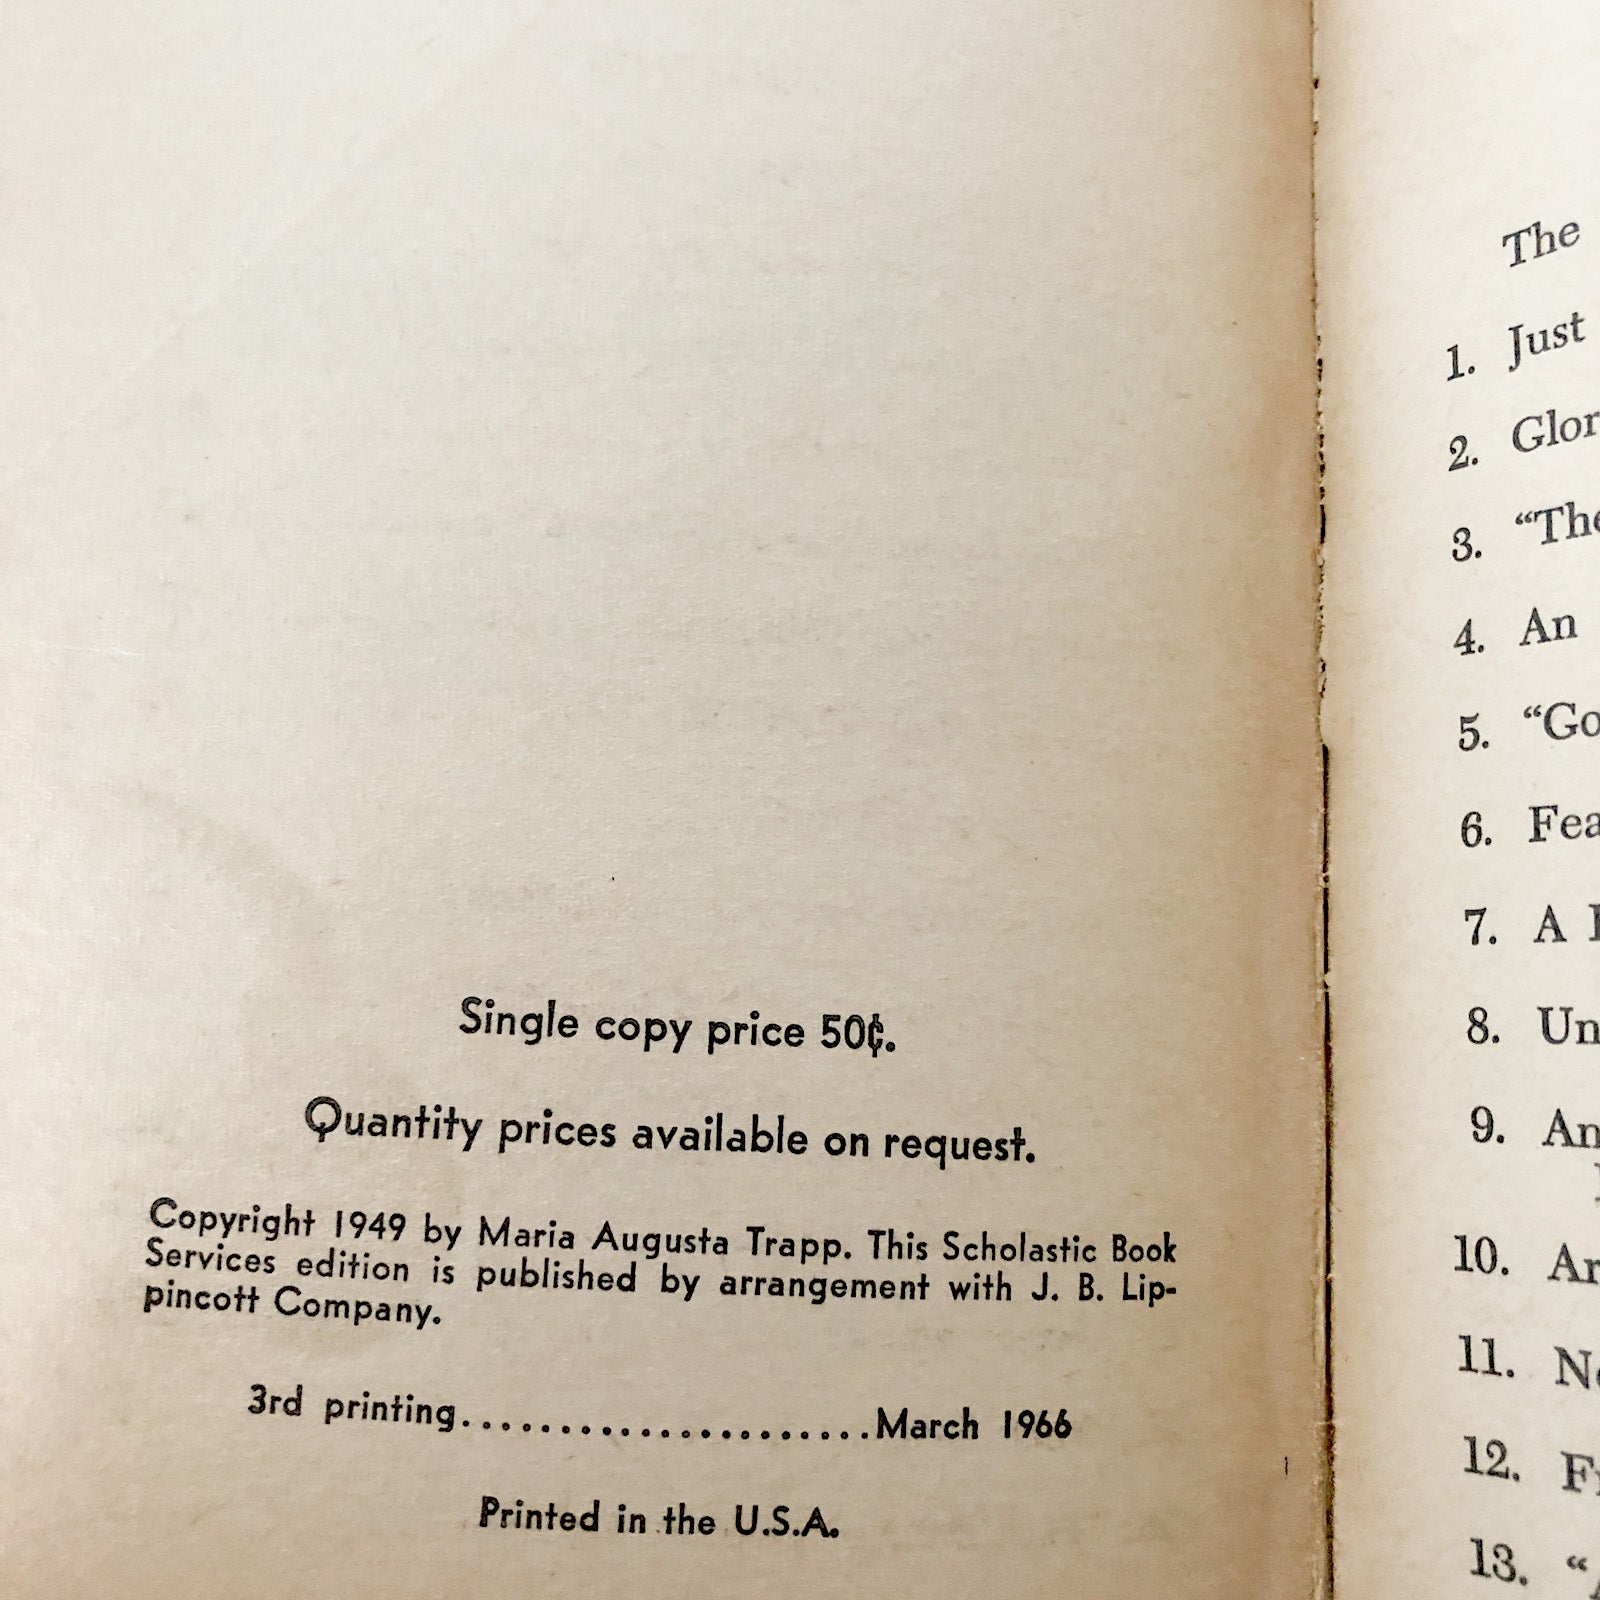 Single copy price 50¢.
Quantity prices available on request.
Copyright 1949 by Maria Augusta Trapp. This Scholastic Book
Services edition is published by arrangement with J. B. Lip-
pincott Company.
3rd printing.....................March 1966
Printed in the U.S.A.
The
1. Just
2. Glor
3. “The
4. An
5. “Go
6. Fea
7. A
8. Un
9. An
10. Ar
11. No
12. Fr
13. “A